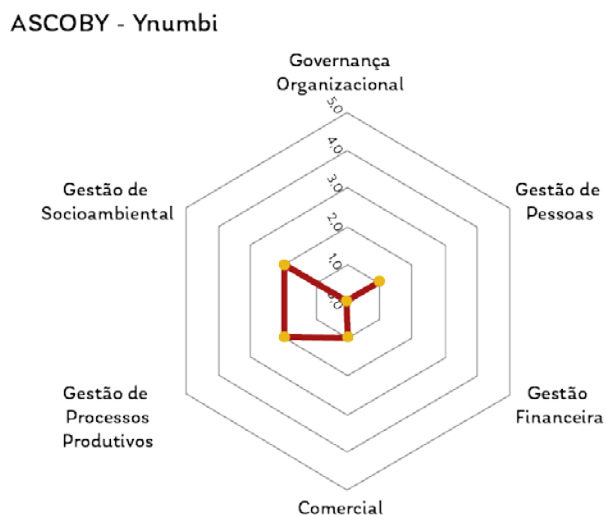 ASCOBY - Ynumbi
Governança
Organizacional
5,0
4,0
3,0
2,0
1,0
Gestão de
Socioambiental
Gestão de
Pessoas
Gestão de
Processos
Produtivos
Gestão
Financeira
Comercial